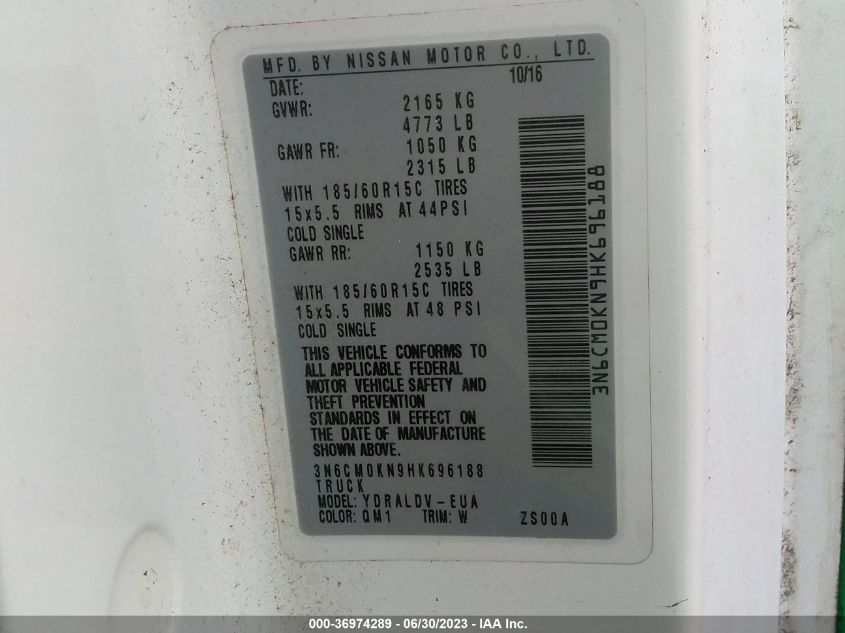 MFD. BY NISSAN MOTOR CO., LTD.
DATE: 10/16
GVWR: 2165 KG
4773 LB
GAWR FR: 1050 KG
2315 LB
WITH 185/60R15C TIRES
15x5.5 RIMS AT 44PSI
COLD SINGLE
GAWR RR: 1150 KG
2535 LB
WITH 185/60R15C TIRES
15x5.5 RIMS AT 48 PSI
COLD SINGLE
THIS VEHICLE CONFORMS TO
ALL APPLICABLE FEDERAL
MOTOR VEHICLE SAFETY AND
THEFT PREVENTION
STANDARDS IN EFFECT ON
THE DATE OF MANUFACTURE
SHOWN ABOVE.
3N6CM0KN9HK696188
TRUCK
MODEL: YDRALDV-EUA
COLOR: QM1 TRIM: W ZS00A
3N6CM0KN9HK696188
000-36974289 - 06/30/2023 - IAA Inc.